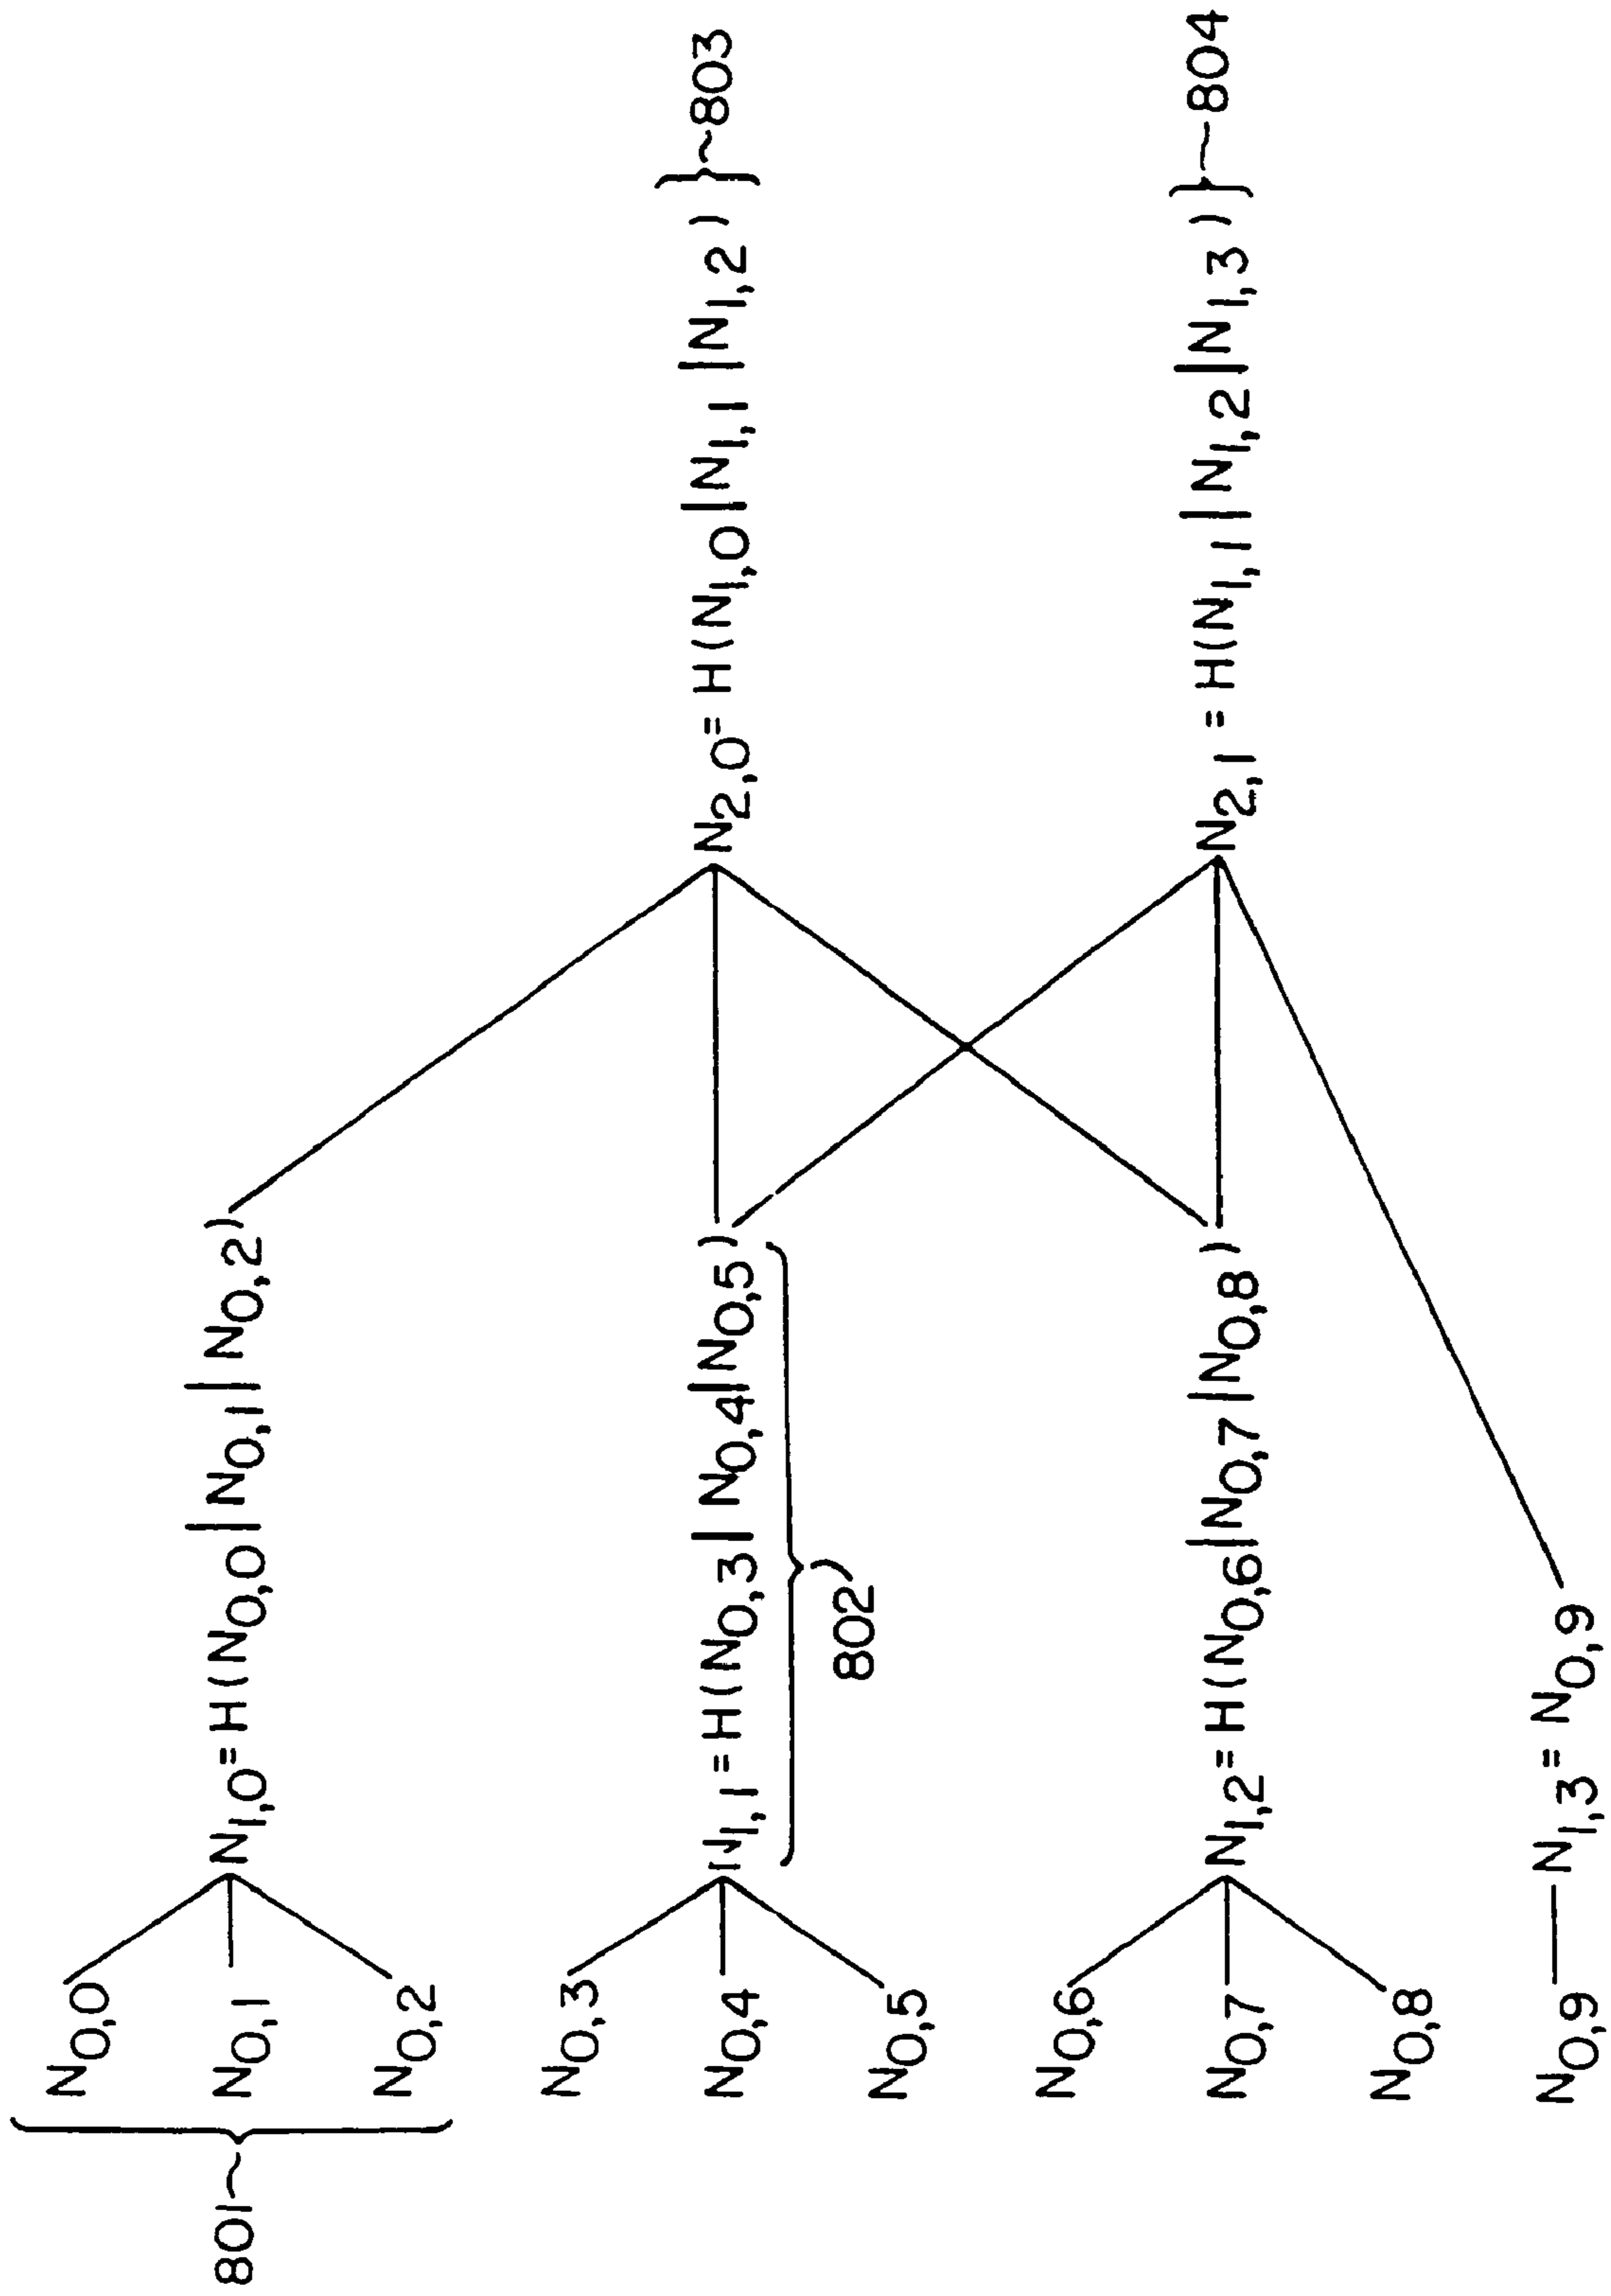 N0,0
801 N0,1 N1,0=H(N0,0|N0,1|N0,2)
N0,2
N0,3
N0,4 N1,1=H(N0,3|N0,4|N0,5) N2,0=H(N1,0|N1,1|N1,2) 803
802
N0,5
N0,6
N0,7 N1,2=H(N0,6|N0,7|N0,8) N2,1=H(N1,1|N1,2|N1,3) 804
N0,8
N0,9 N1,3=N0,9